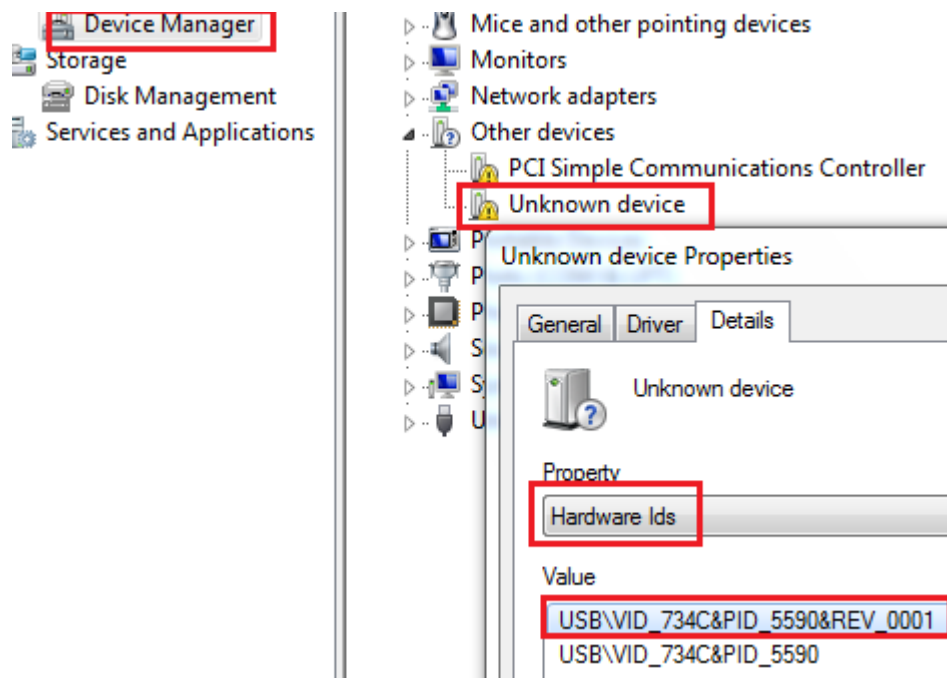 Device Manager
Storage
Disk Management
Services and Applications
Mice and other pointing devices
Monitors
Network adapters
Other devices
PCI Simple Communications Controller
Unknown device
Unknown device Properties
General
Driver
Details
Unknown device
Property
Hardware Ids
Value
USB\VID_734C&PID_5590&REV_0001
USB\VID_734C&PID_5590